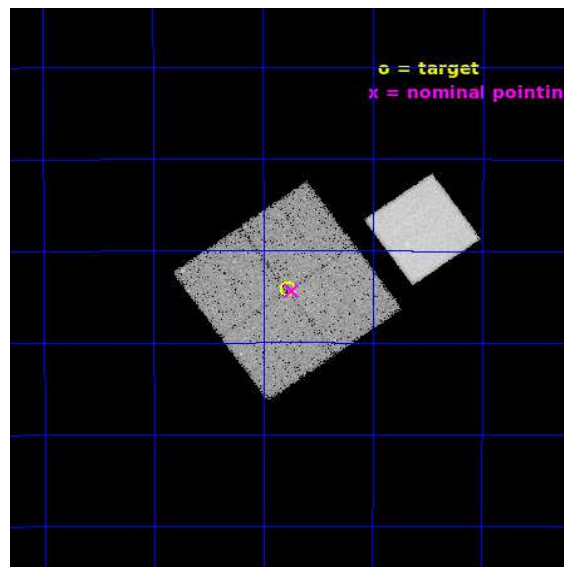 o = target
x = nominal pointin